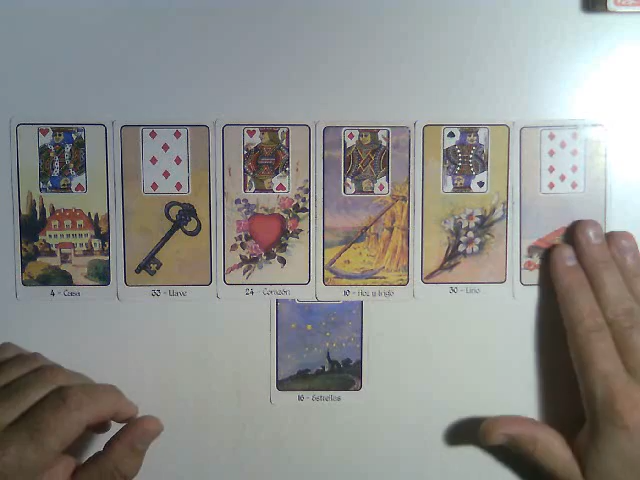 4 - Casa
33 - Llave
24 - Corazón
10 - Hoz y trigo
30 - Lirio
16 - Estrellas